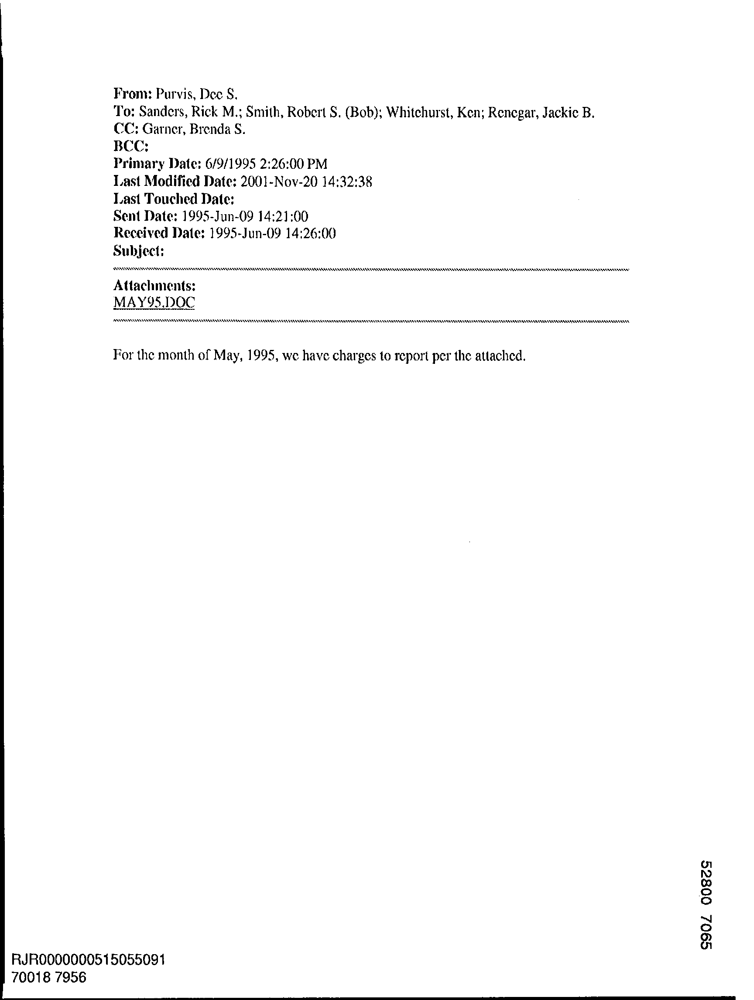 From: Purvis, Dee S.
To: Sanders, Rick M.; Smith, Robert S. (Bob); Whitehurst, Ken; Renegar, Jackie B.
CC: Garner, Brenda S.
BCC:
Primary Date: 6/9/1995 2:26:00 PM
Last Modified Date: 2001-Nov-20 14:32:38
Last Touched Date:
Sent Date: 1995-Jun-09 14:21:00
Received Date: 1995-Jun-09 14:26:00
Subject:
Attachments:
MAY95.DOC
For the month of May, 1995, we have charges to report per the attached.
52800 7065
RJR0000000515055091
70018 7956